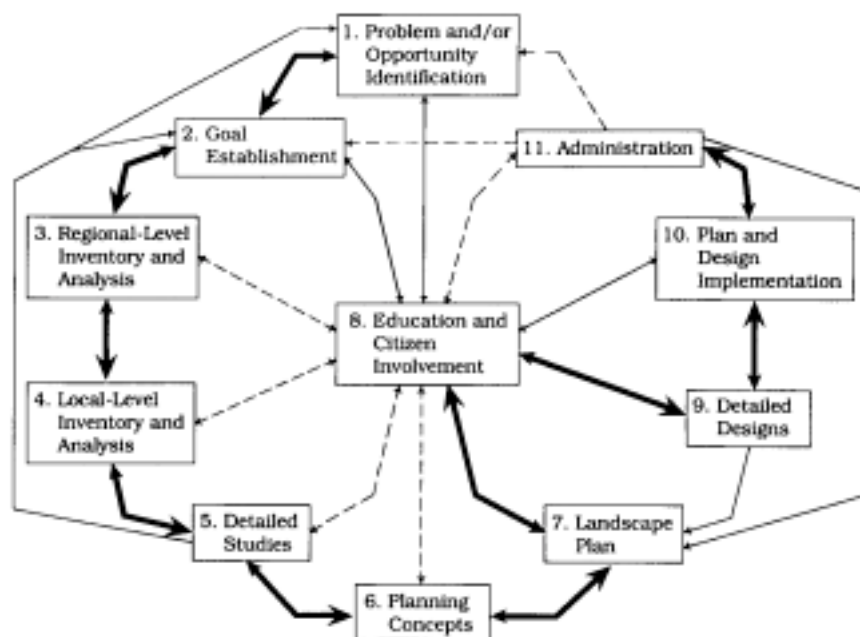 1. Problem and/or
Opportunity
Identification
2. Goal
Establishment
11. Administration
3. Regional-Level
Inventory and
Analysis
10. Plan and
Design
Implementation
8. Education and
Citizen
Involvement
4. Local-Level
Inventory and
Analysis
9. Detailed
Designs
5. Detailed
Studies
7. Landscape
Plan
6. Planning
Concepts